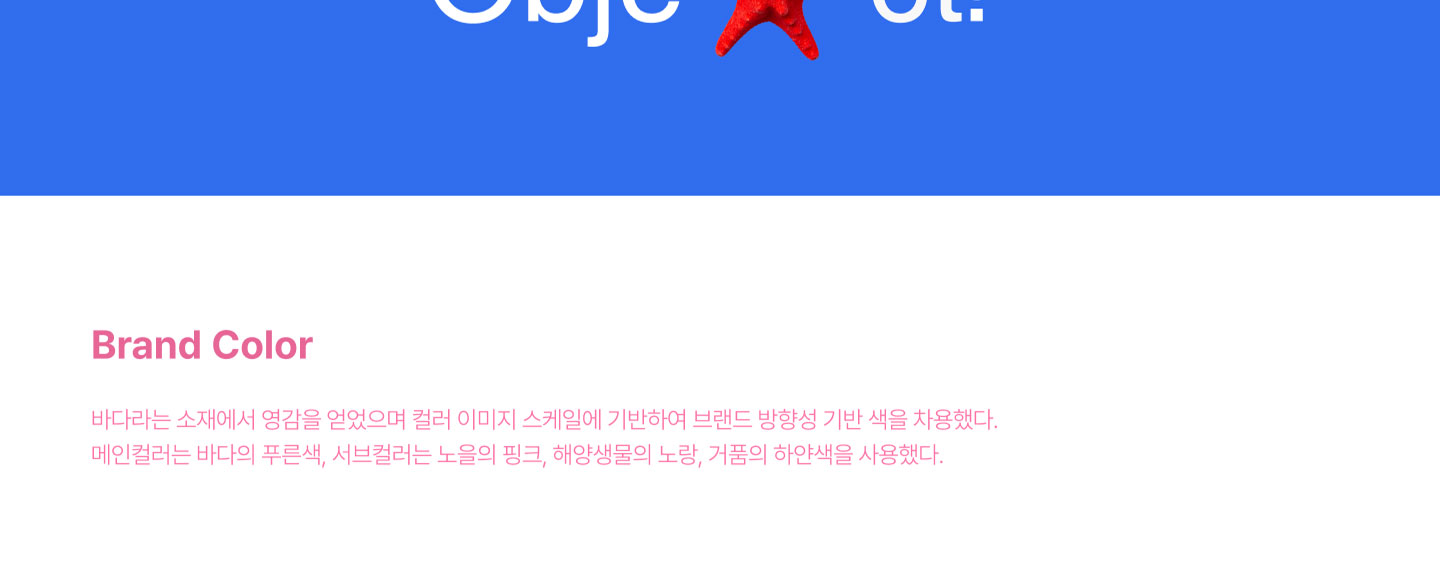 Obje ot!
Brand Color
바다라는 소재에서 영감을 얻었으며 컬러 이미지 스케일에 기반하여 브랜드 방향성 기반 색을 차용했다.
메인컬러는 바다의 푸른색, 서브컬러는 노을의 핑크, 해양생물의 노랑, 거품의 하얀색을 사용했다.